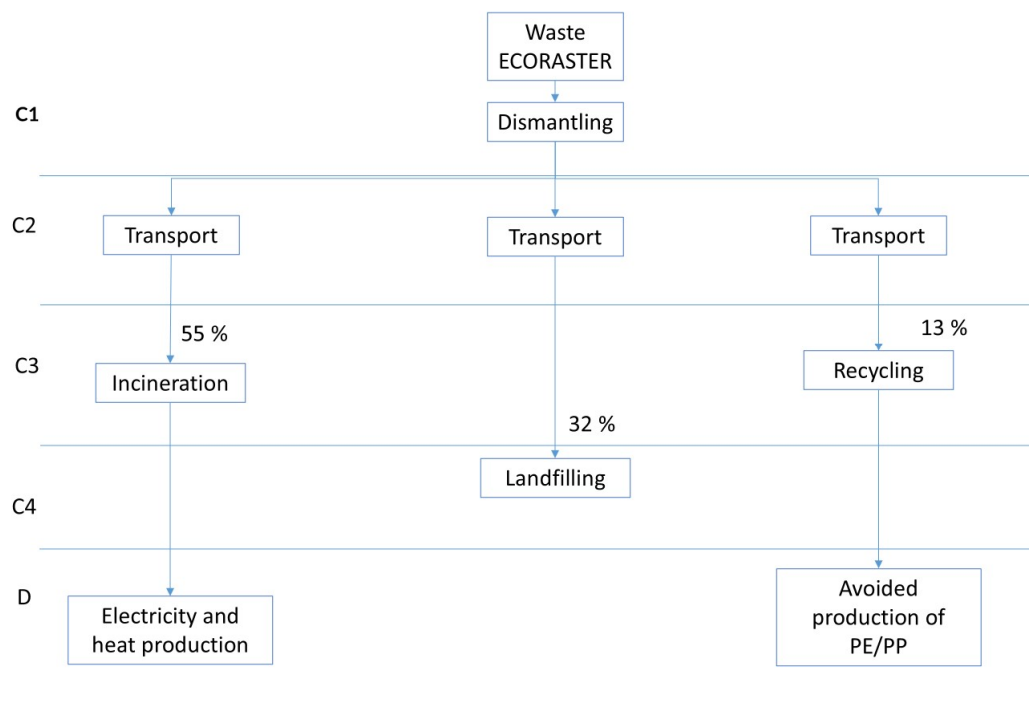 Waste
ECORASTER
C1
Dismantling
C2
Transport
Transport
Transport
55 %
13 %
C3
Incineration
Recycling
32 %
Landfilling
C4
D
Electricity and
heat production
Avoided
production of
PE/PP